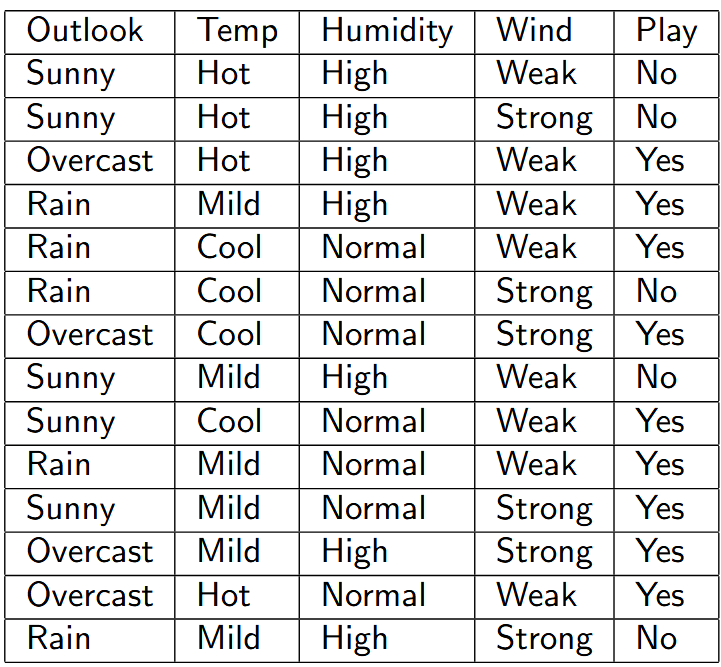 Outlook Temp Humidity Wind Play
Sunny Hot High Weak No
Sunny Hot High Strong No
Overcast Hot High Weak Yes
Rain Mild High Weak Yes
Rain Cool Normal Weak Yes
Rain Cool Normal Strong No
Overcast Cool Normal Strong Yes
Sunny Mild High Weak No
Sunny Cool Normal Weak Yes
Rain Mild Normal Weak Yes
Sunny Mild Normal Strong Yes
Overcast Mild High Strong Yes
Overcast Hot Normal Weak Yes
Rain Mild High Strong No